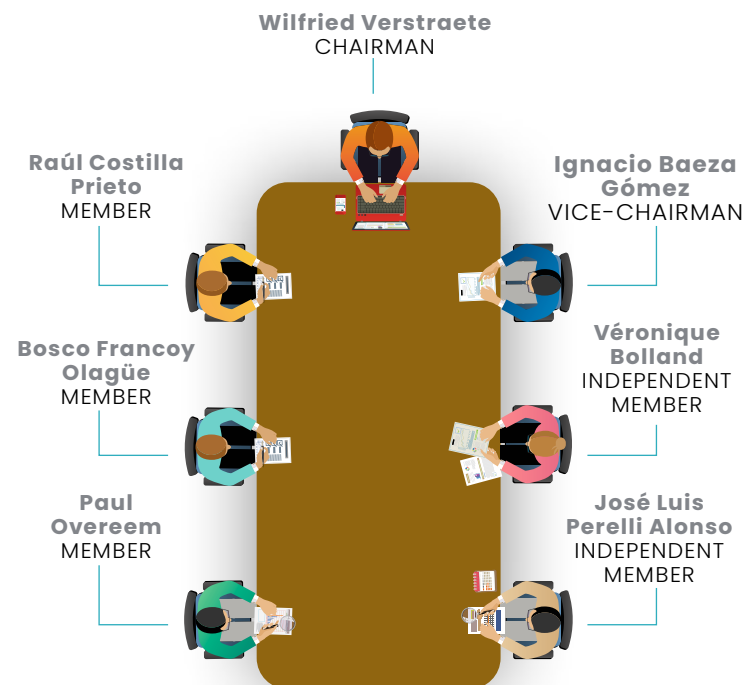 Wilfried Verstraete
CHAIRMAN
Raúl Costilla
Prieto
MEMBER
Ignacio Baeza
Gómez
VICE-CHAIRMAN
Bosco Francoy
Olagüe
MEMBER
Véronique
Bolland
INDEPENDENT
MEMBER
Paul
Overeem
MEMBER
José Luis
Perelli Alonso
INDEPENDENT
MEMBER